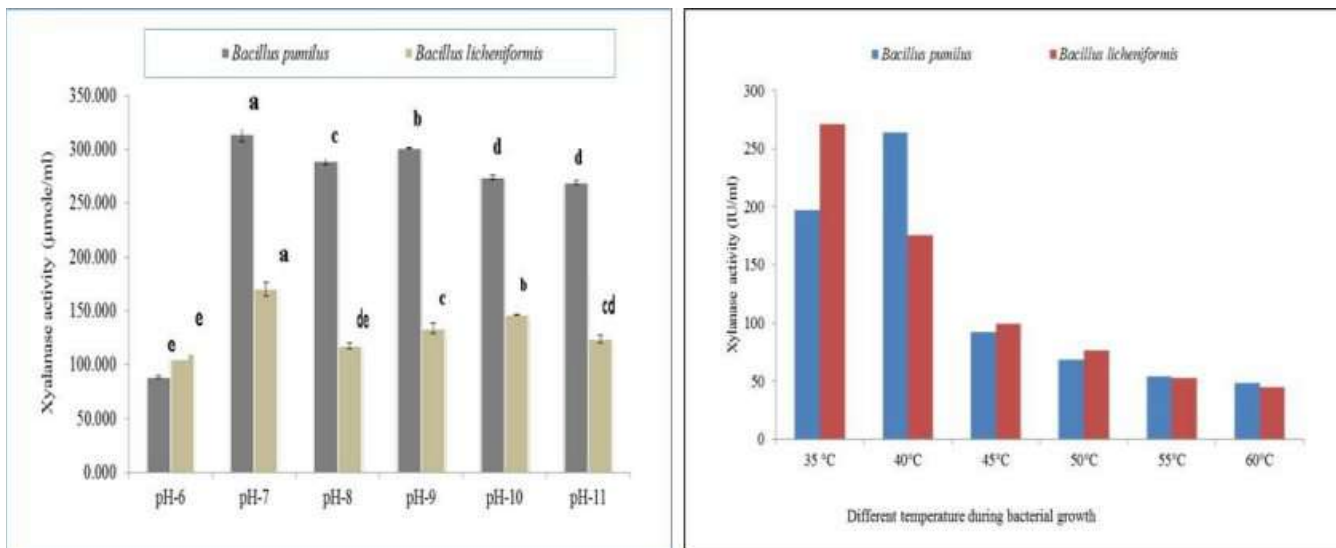 Bacillus pumilus Bacillus licheniformis
Xyalanase activity (µmole/ml)
350.000
300.000
250.000
200.000
150.000
100.000
50.000
0.000
e e
a a
c de
b c
d b
d cd
pH-6 pH-7 pH-8 pH-9 pH-10 pH-11
Bacillus pumilus Bacillus licheniformis
Xylanase activity (IU/ml)
300
250
200
150
100
50
0
35 °C 40°C 45°C 50°C 55°C 60°C
Different temperature during bacterial growth